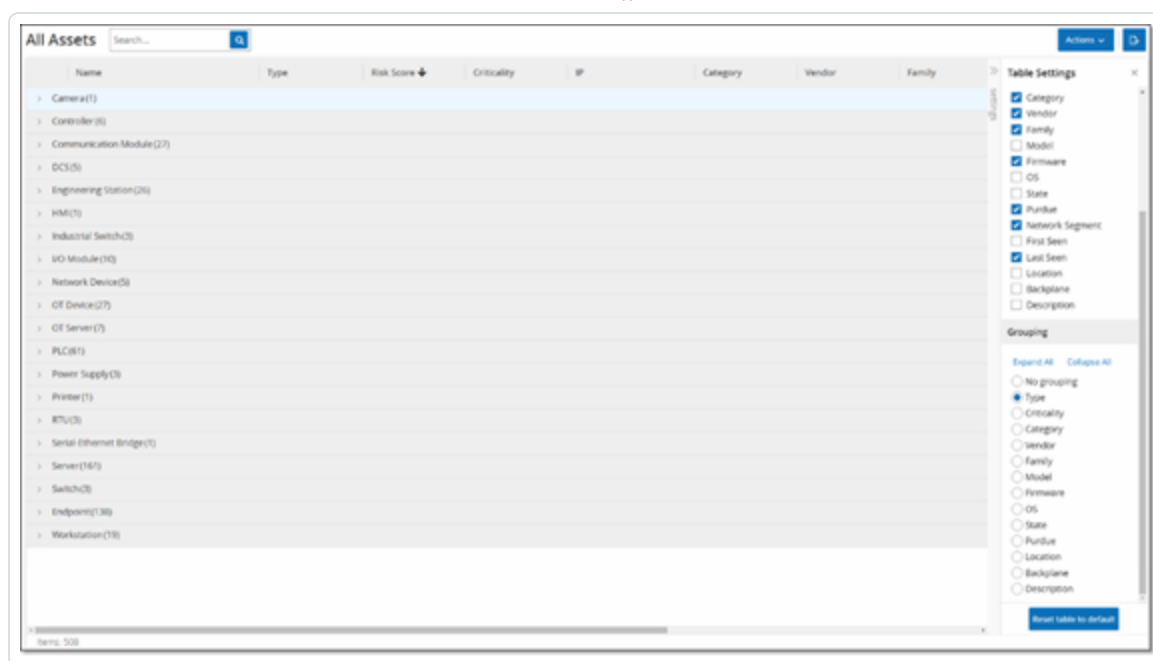 All Assets
Search...
Actions
Name Type Risk Score Criticality IP Category Vendor Family
Camera(1)
Controller(6)
Communication Module(27)
DCS(5)
Engineering Station(26)
HMI(1)
Industrial Switch(3)
I/O Module(10)
Network Device(5)
OT Device(27)
OT Server(7)
PLC(61)
Power Supply(3)
Printer(1)
RTU(3)
Serial-Ethernet Bridge(1)
Server(161)
Switch(3)
Endpoint(138)
Workstation(19)
Items: 508
Settings
Table Settings
Category
Vendor
Family
Model
Firmware
OS
State
Purdue
Network Segment
First Seen
Last Seen
Location
Backplane
Description
Grouping
Expand All Collapse All
No grouping
Type
Criticality
Category
Vendor
Family
Model
Firmware
OS
State
Purdue
Location
Backplane
Description
Reset table to default